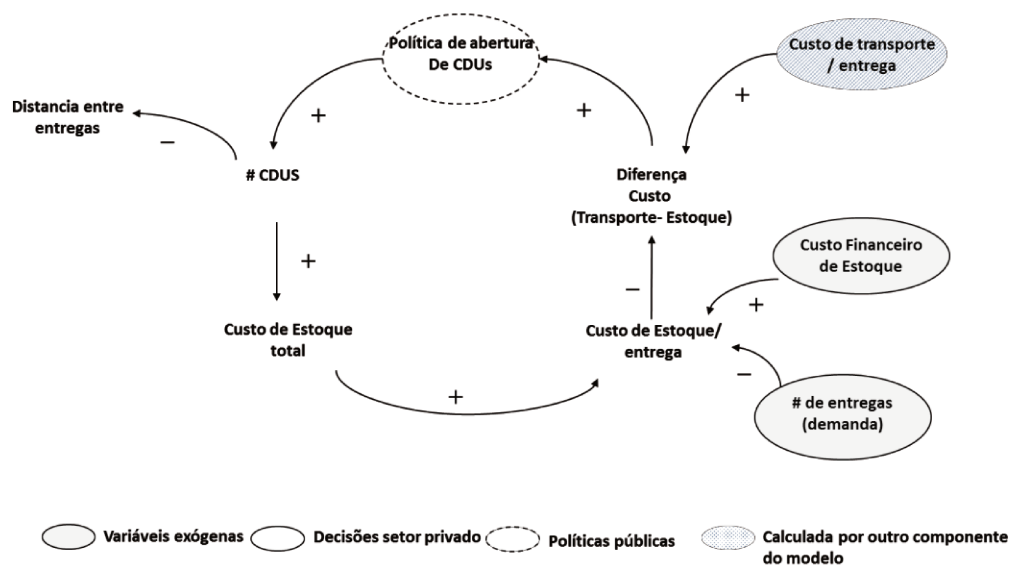 Política de abertura
De CDUs
Custo de transporte
/ entrega
+
+
+
Distancia entre
entregas
−
# CDUS
Diferença
Custo
(Transporte- Estoque)
+
−
Custo Financeiro
de Estoque
+
Custo de Estoque
total
Custo de Estoque/
entrega
−
+
# de entregas
(demanda)
Variáveis exógenas
Decisões setor privado
Políticas públicas
Calculada por outro componente
do modelo